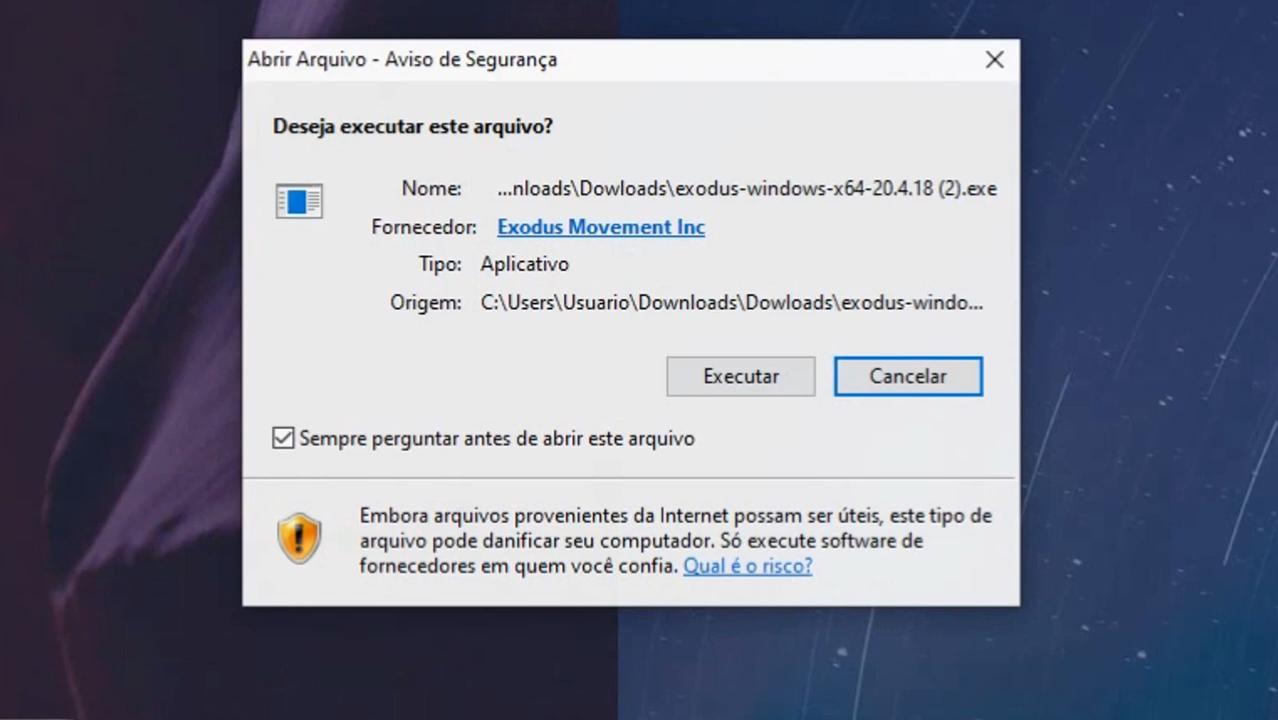 Abrir Arquivo - Aviso de Segurança
Deseja executar este arquivo?
Nome: ...nloads\Dowloads\exodus-windows-x64-20.4.18 (2).exe
Fornecedor: Exodus Movement Inc
Tipo: Aplicativo
Origem: C:\Users\Usuario\Downloads\Dowloads\exodus-windo...
Executar Cancelar
Sempre perguntar antes de abrir este arquivo
Embora arquivos provenientes da Internet possam ser úteis, este tipo de
arquivo pode danificar seu computador. Só execute software de
fornecedores em quem você confia. Qual é o risco?